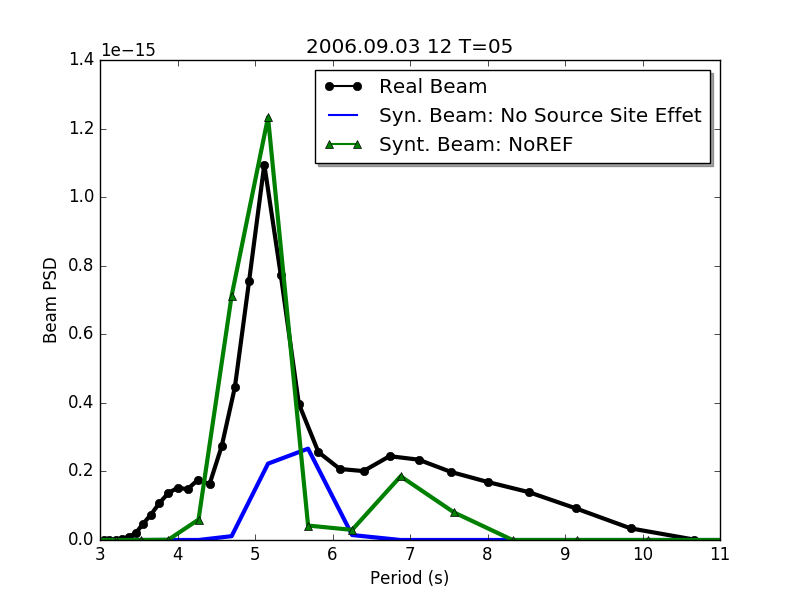 2006.09.03 12 T=05
1e−15
1.4
1.2
1.0
0.8
0.6
0.4
0.2
0.0
Beam PSD
Real Beam
Syn. Beam: No Source Site Effet
Synt. Beam: NoREF
3 4 5 6 7 8 9 10 11
Period (s)